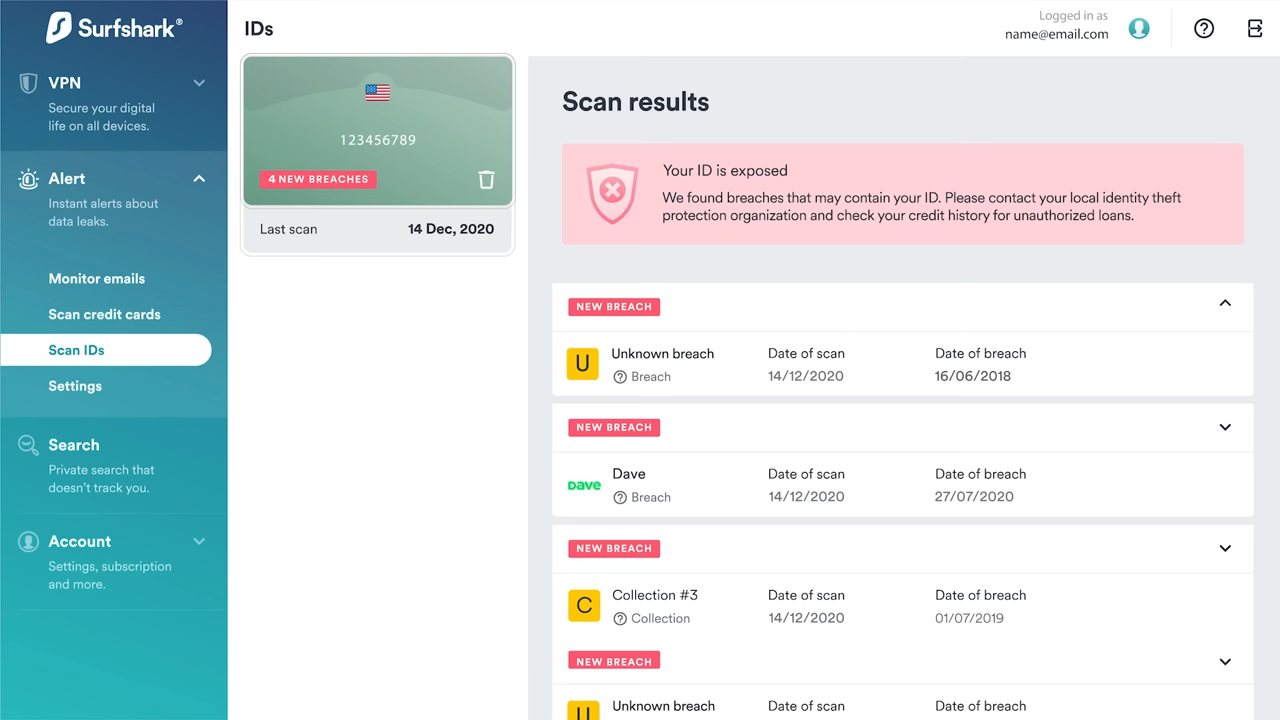 Surfshark®
VPN
Secure your digital
life on all devices.
Alert
Instant alerts about
data leaks.
Monitor emails
Scan credit cards
Scan IDs
Settings
Search
Private search that
doesn't track you.
Account
Settings, subscription
and more.
IDs
Logged in as
name@email.com
123456789
4 NEW BREACHES
Last scan 14 Dec, 2020
Scan results
Your ID is exposed
We found breaches that may contain your ID. Please contact your local identity theft
protection organization and check your credit history for unauthorized loans.
NEW BREACH
U
Unknown breach Date of scan Date of breach
Breach 14/12/2020 16/06/2018
NEW BREACH
DAVE
Dave Date of scan Date of breach
Breach 14/12/2020 27/07/2020
NEW BREACH
C
Collection #3 Date of scan Date of breach
Collection 14/12/2020 01/07/2019
NEW BREACH
U
Unknown breach Date of scan Date of breach